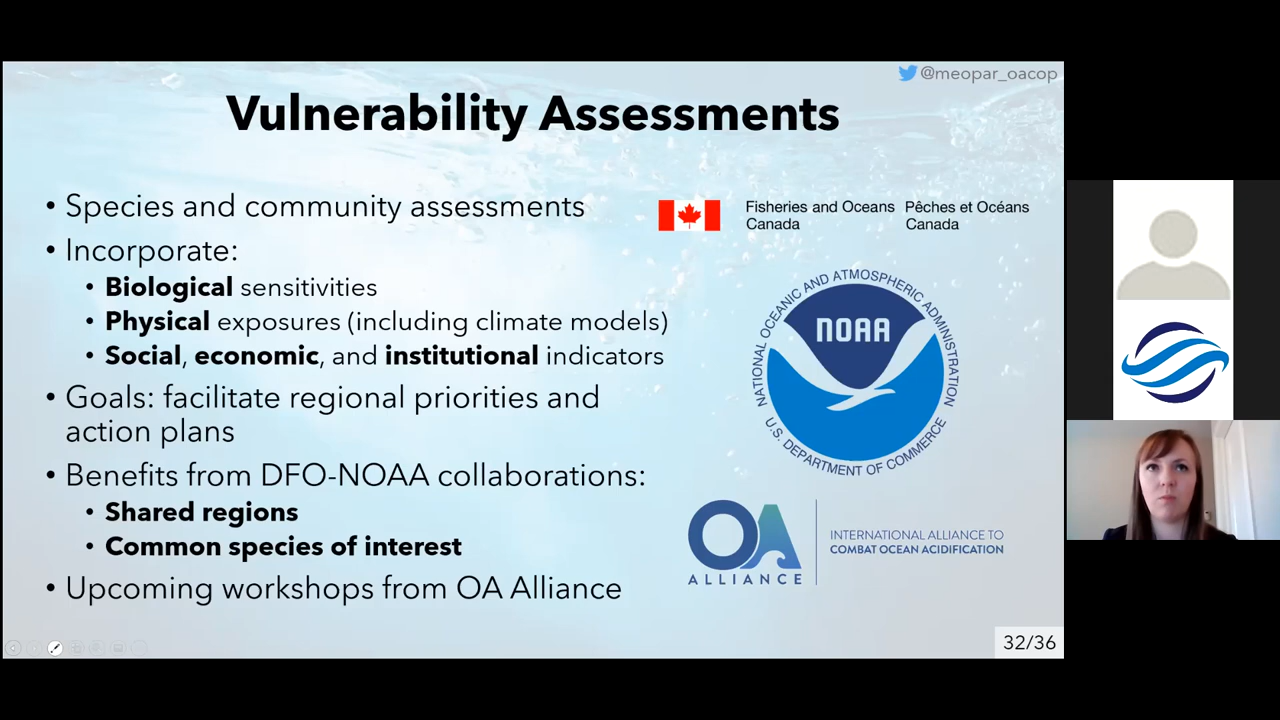 @meopar_oacop
Vulnerability Assessments
• Species and community assessments
• Incorporate:
• Biological sensitivities
• Physical exposures (including climate models)
• Social, economic, and institutional indicators
• Goals: facilitate regional priorities and
action plans
• Benefits from DFO-NOAA collaborations:
• Shared regions
• Common species of interest
• Upcoming workshops from OA Alliance
Fisheries and Oceans Pêches et Océans
Canada Canada
NATIONAL OCEANIC AND ATMOSPHERIC ADMINISTRATION
NOAA
U.S. DEPARTMENT OF COMMERCE
OA
ALLIANCE
INTERNATIONAL ALLIANCE TO
COMBAT OCEAN ACIDIFICATION
32/36